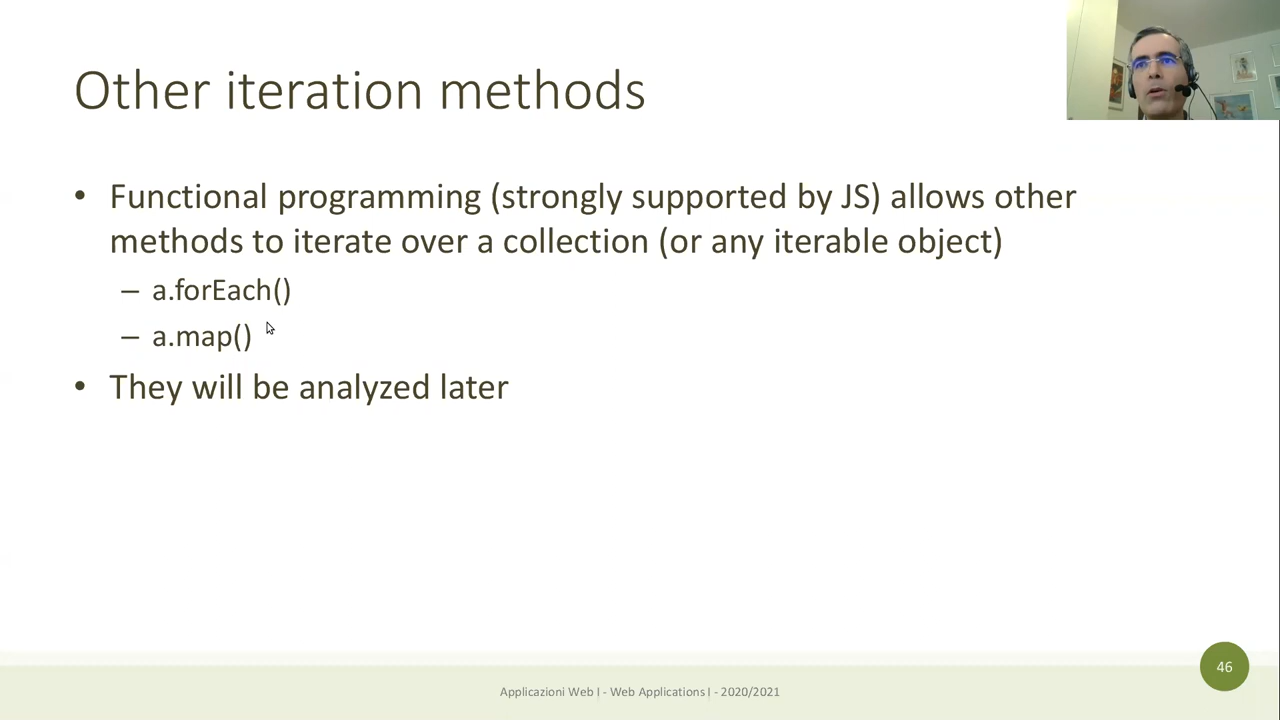 Other iteration methods
• Functional programming (strongly supported by JS) allows other
methods to iterate over a collection (or any iterable object)
– a.forEach()
– a.map()
• They will be analyzed later
46
Applicazioni Web I - Web Applications I - 2020/2021